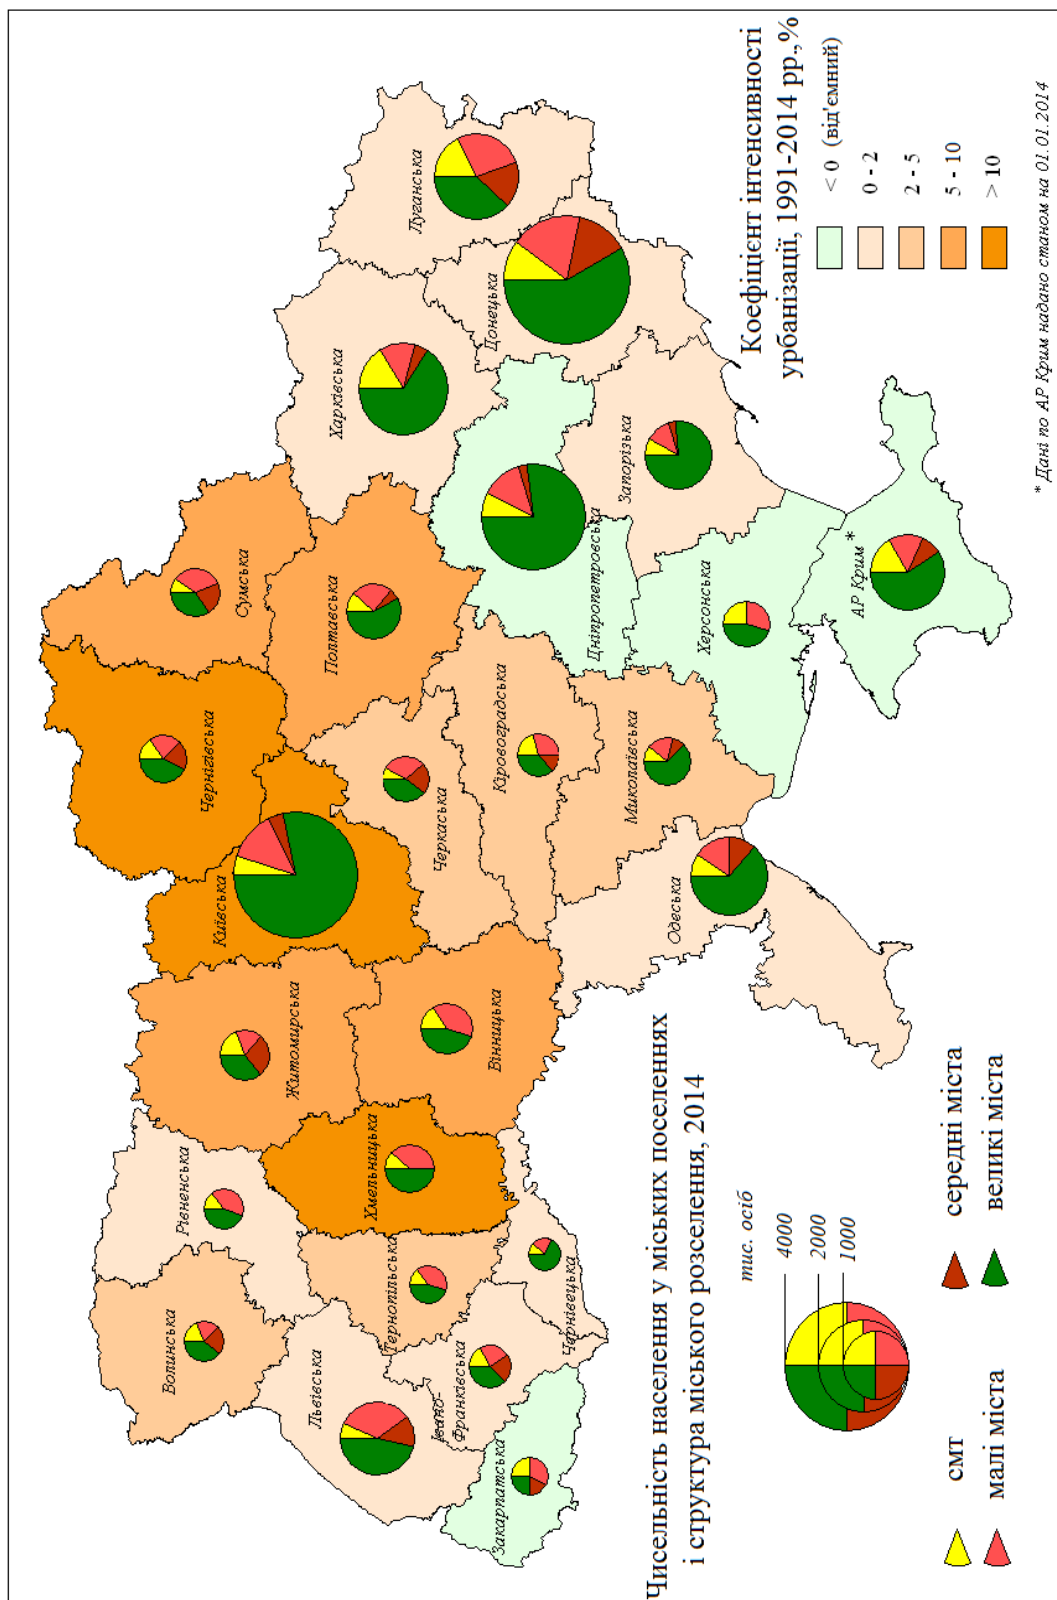 Волинська
Рівненська
Житомирська
Київська
Чернігівська
Сумська
Львівська
Тернопільська
Хмельницька
Вінницька
Черкаська
Полтавська
Харківська
Луганська
Івано-
Франківська
Закарпатська
Чернівецька
Кіровоградська
Дніпропетровська
Донецька
Одеська
Миколаївська
Херсонська
Запорізька
АР Крим *
Чисельність населення у міських поселеннях
і структура міського розселення, 2014
тис. осіб
4000
2000
1000
смт
середні міста
малі міста
великі міста
Коефіцієнт інтенсивності
урбанізації, 1991-2014 рр.,%
< 0 (від'ємний)
0 - 2
2 - 5
5 - 10
> 10
* Дані по АР Крим надано станом на 01.01.2014